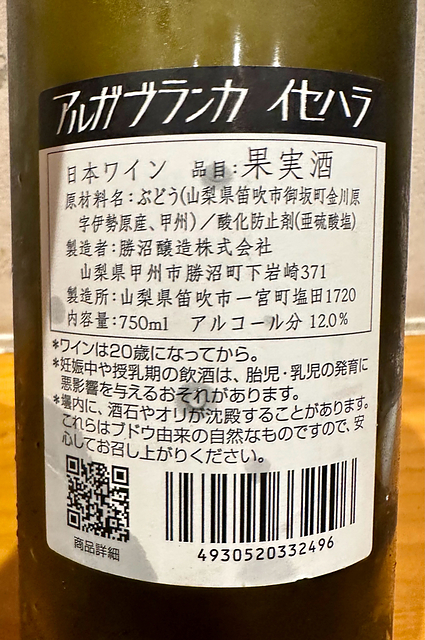 アルガブランカ イセハラ
日本ワイン 品目:果実酒
原材料名:ぶどう(山梨県笛吹市御坂町金川原
字伊勢原産、甲州)/酸化防止剤(亜硫酸塩)
製造者:勝沼醸造株式会社
山梨県甲州市勝沼町下岩崎371
製造所:山梨県笛吹市一宮町塩田1720
内容量:750ml アルコール分 12.0%
*ワインは20歳になってから。
*妊娠中や授乳期の飲酒は、胎児・乳児の発育に
悪影響を与えるおそれがあります。
*壜内に、酒石やオリが沈殿することがあります。
これらはブドウ由来の自然なものですので、安
心してお召し上がりください。
商品詳細
4930520332496